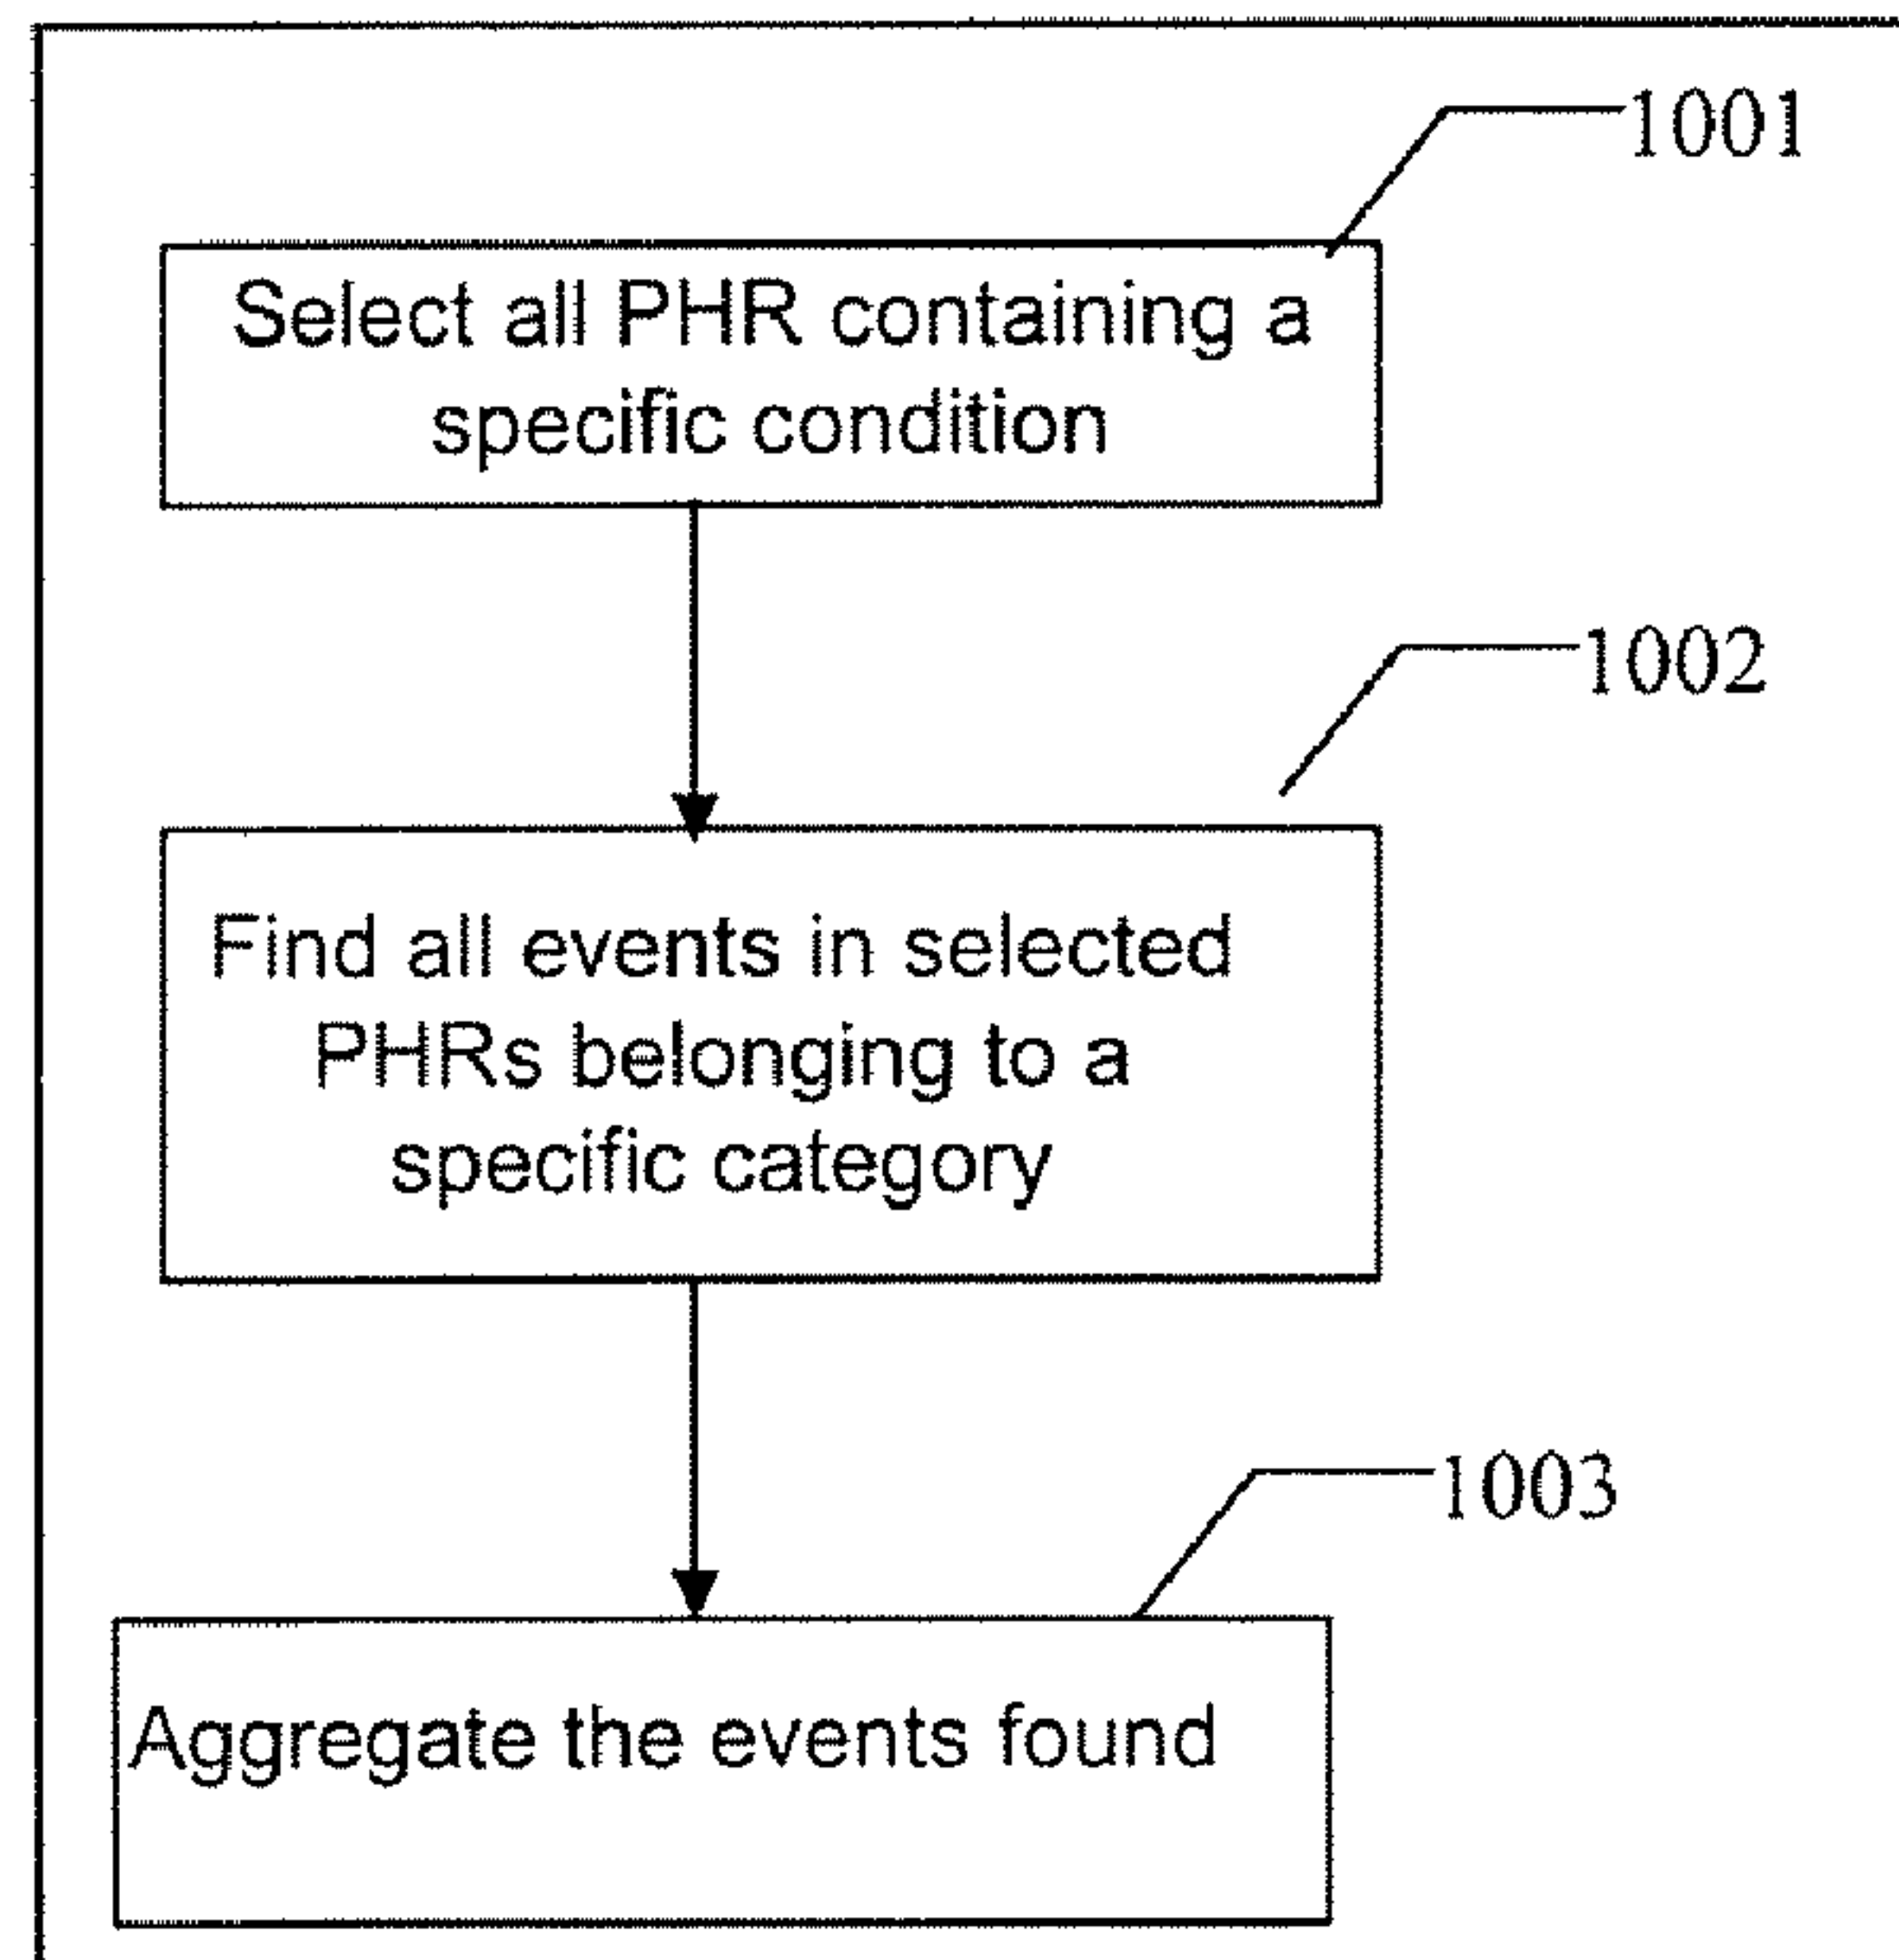 1001
Select all PHR containing a
specific condition
1002
Find all events in selected
PHRs belonging to a
specific category
1003
Aggregate the events found